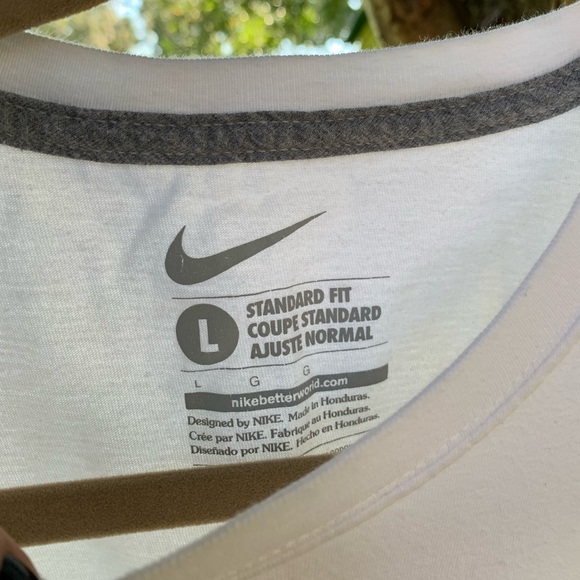 L
STANDARD FIT
COUPE STANDARD
AJUSTE NORMAL
L G G
nikebetterworld.com
Designed by NIKE. Made in Honduras.
Crée par NIKE. Fabriqué au Honduras.
Diseñado por NIKE. Hecho en Honduras.